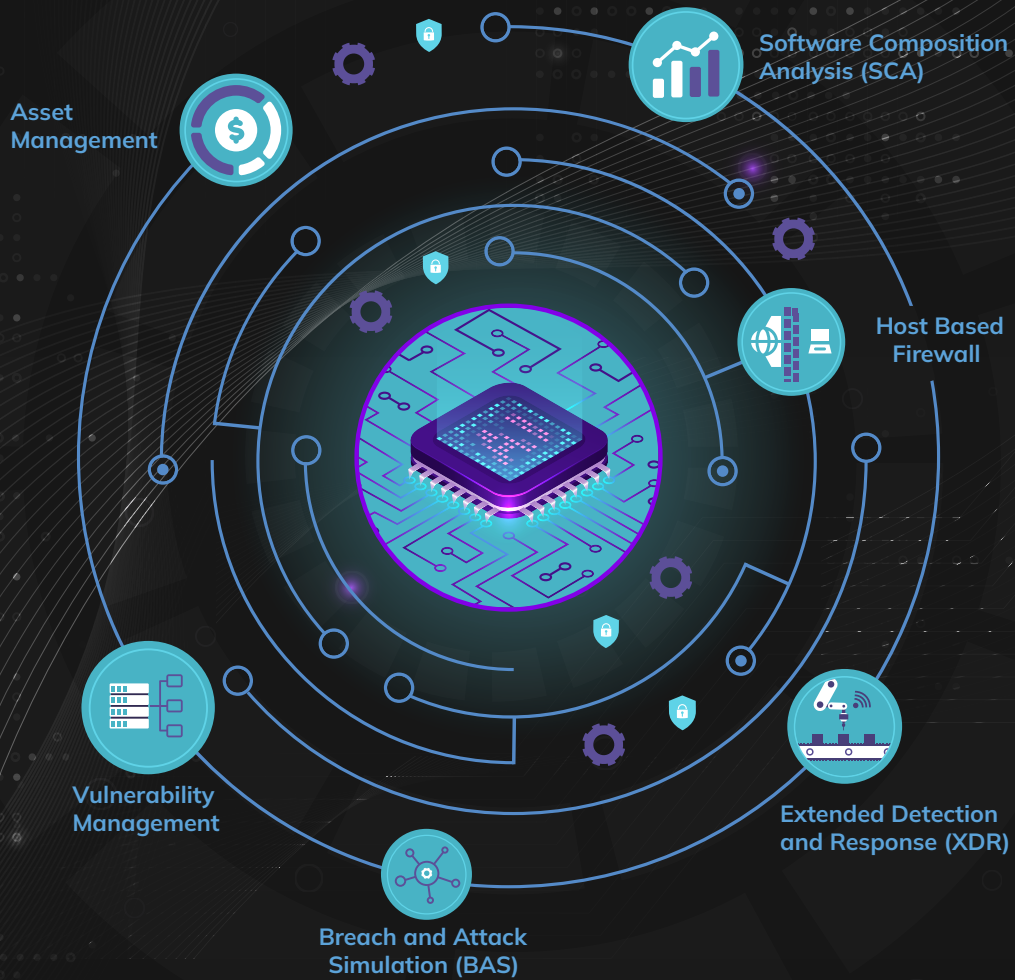 Software Composition
Analysis (SCA)
Asset
Management
$
Host Based
Firewall
Vulnerability
Management
Extended Detection
and Response (XDR)
Breach and Attack
Simulation (BAS)